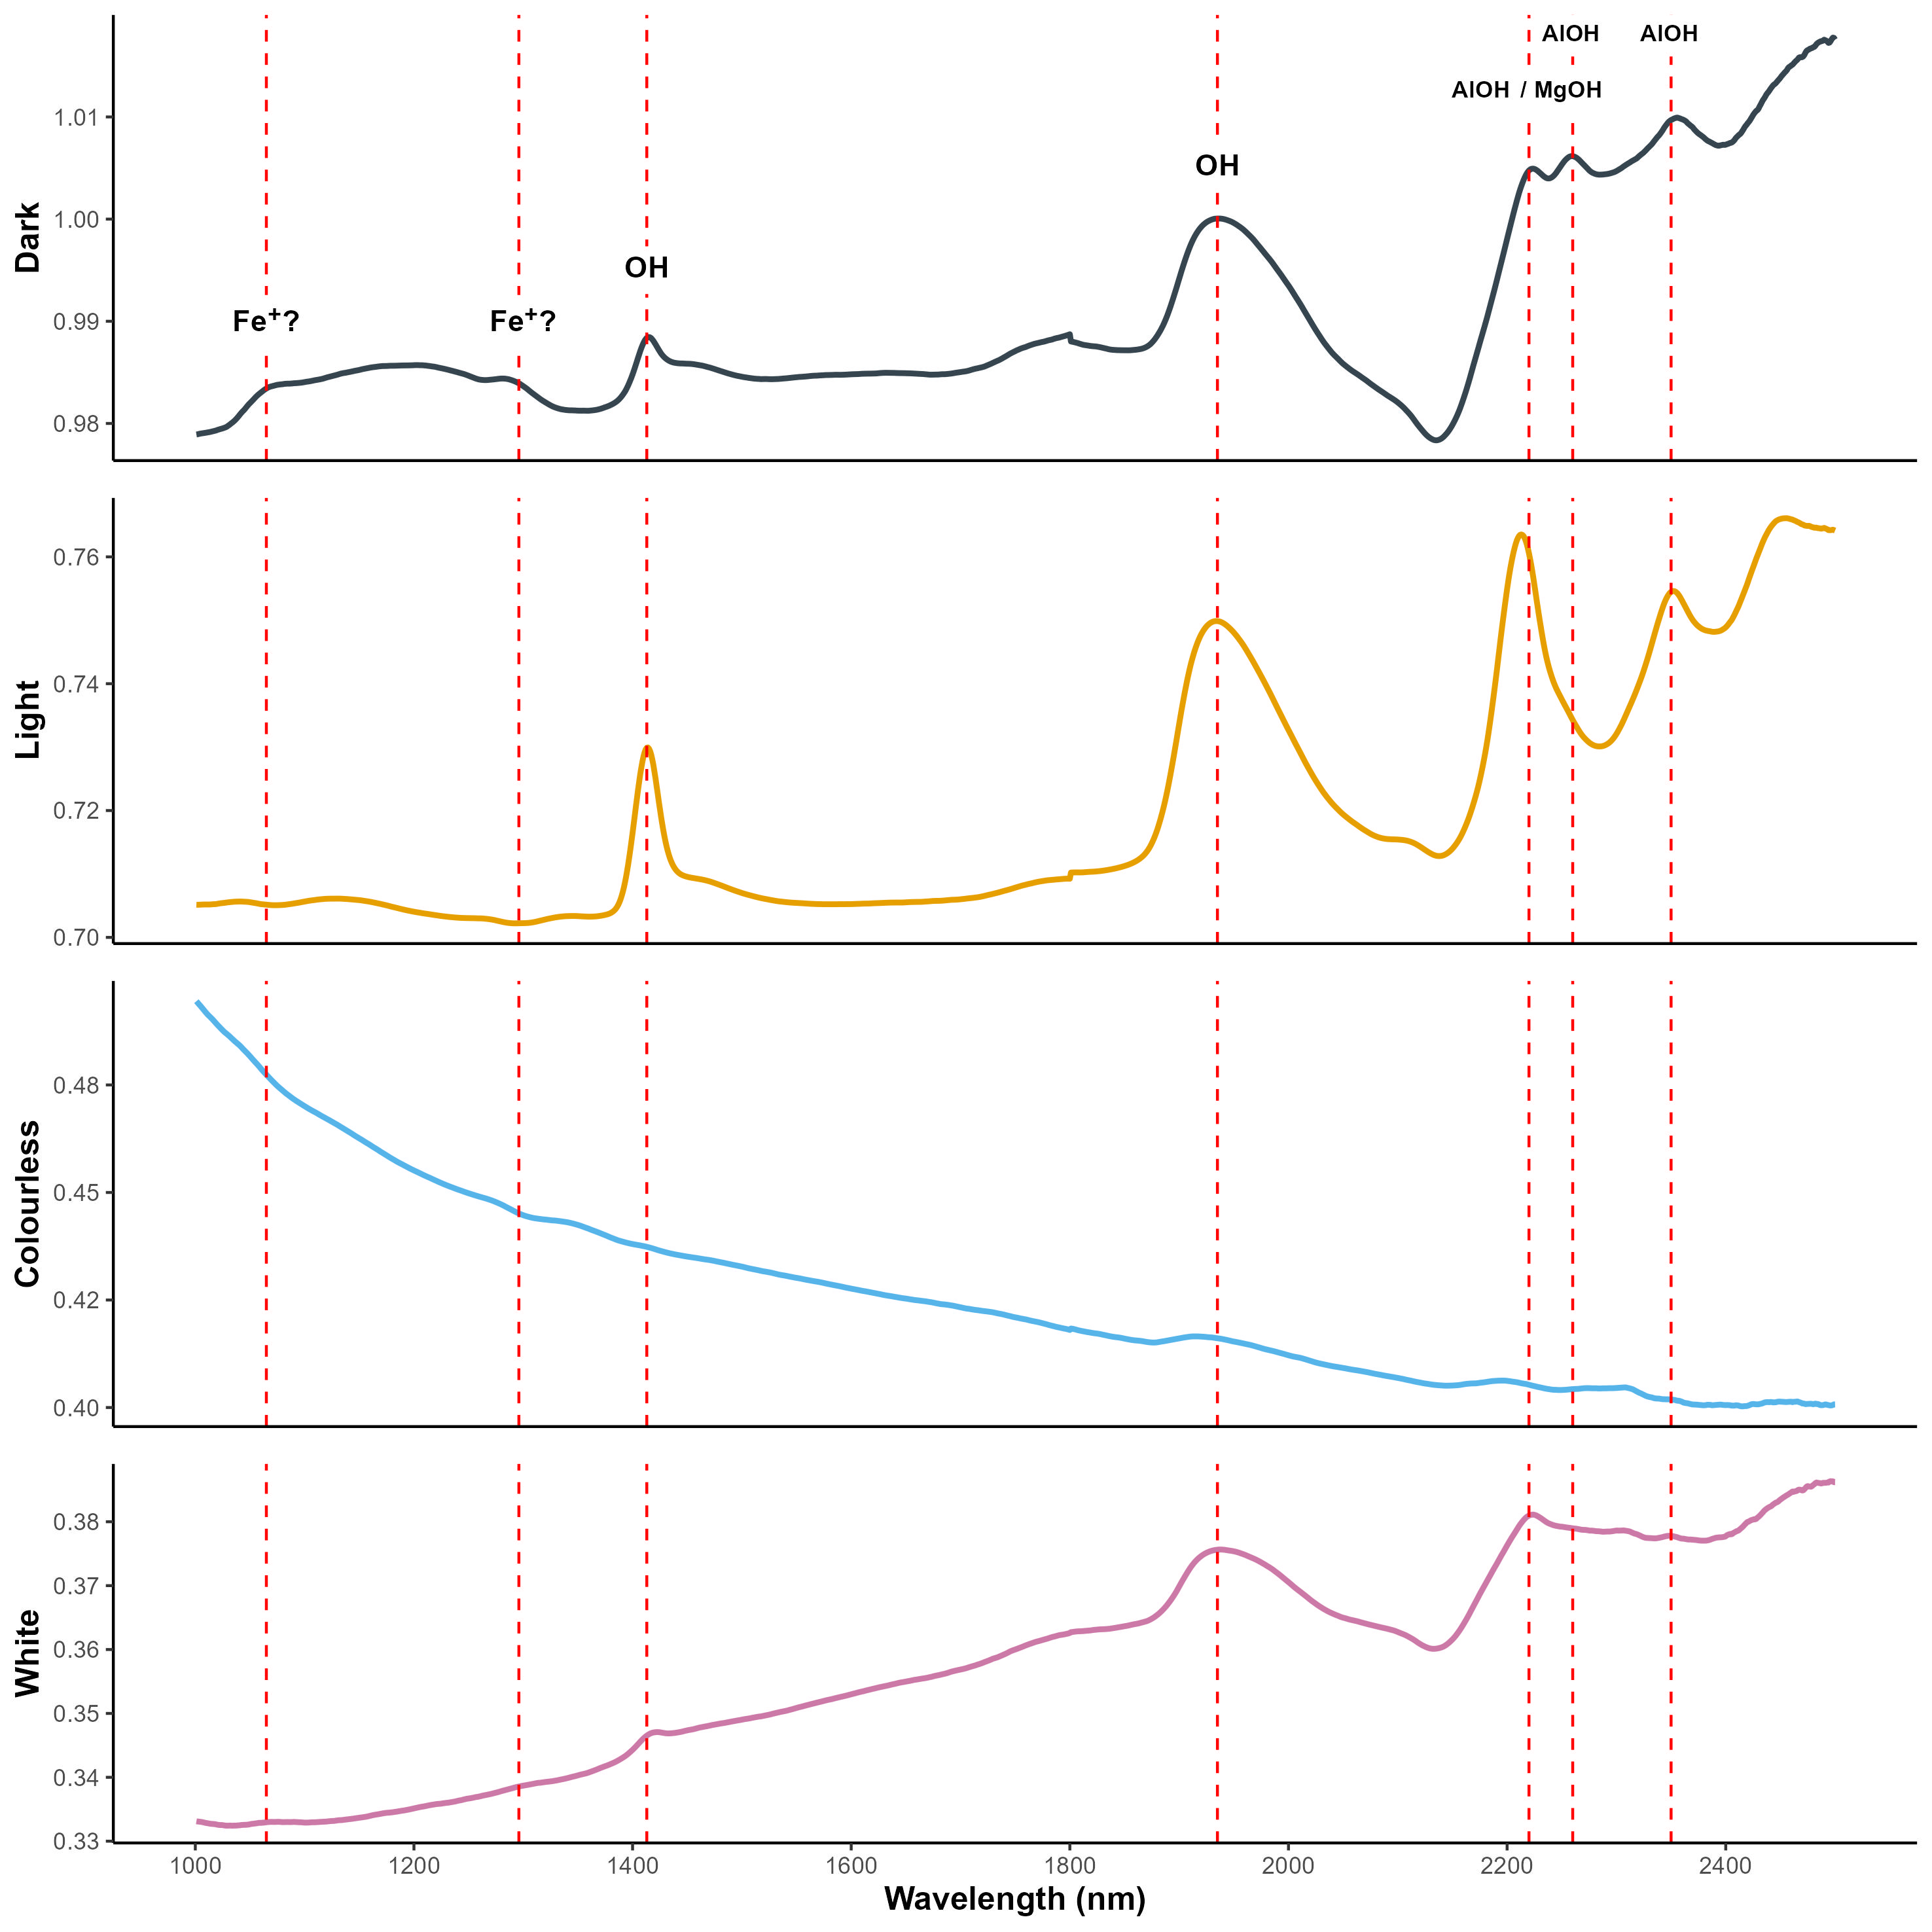 AlOH AlOH
AlOH / MgOH
1.01
OH
1.00
Dark
OH
0.99
Fe⁺? Fe⁺?
0.98
0.76
0.74
Light
0.72
0.70
0.48
0.45
Colourless
0.42
0.40
0.38
0.37
0.36
White
0.35
0.34
0.33
1000 1200 1400 1600 1800 2000 2200 2400
Wavelength (nm)